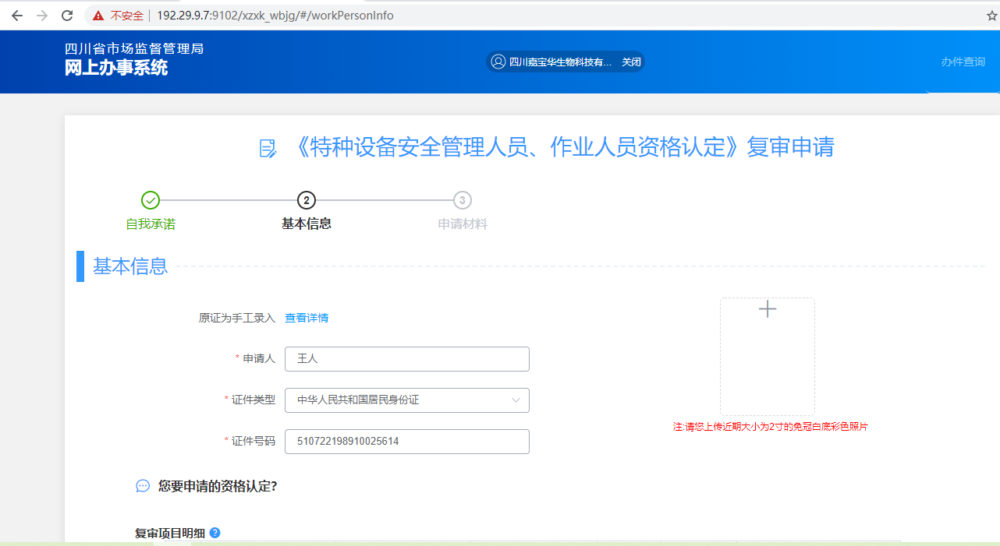 不安全 192.29.9.7:9102/xzxk_wbjg/#/workPersonInfo
四川省市场监督管理局
网上办事系统
四川嘉宝华生物科技有... 关闭
办件查询
《特种设备安全管理人员、作业人员资格认定》复审申请
2 3
自我承诺 基本信息 申请材料
基本信息
原证为手工录入 查看详情
* 申请人 王人
* 证件类型 中华人民共和国居民身份证
* 证件号码 510722198910025614
注:请您上传近期大小为2寸的免冠白底彩色照片
您要申请的资格认定?
复审项目明细 ?